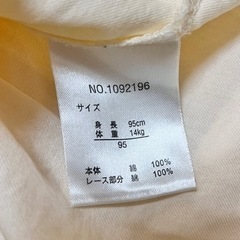 NO.1092196
サイズ
身長 95cm
体重 14kg
95
本体 綿 100%
レース部分 綿 100%